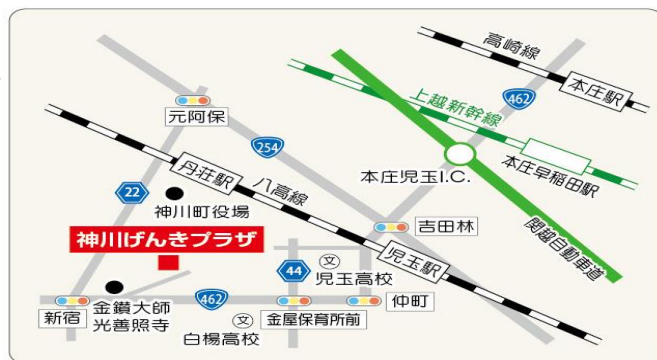 高崎線
本庄駅
462
上越新幹線
本庄早稲田駅
本庄児玉I.C.
関越自動車道
元阿保
254
丹荘駅
八高線
22
神川町役場
吉田林
神川げんきプラザ
児玉駅
文
児玉高校
44
462
仲町
新宿
金鑚大師
光善照寺
文
白楊高校
金屋保育所前